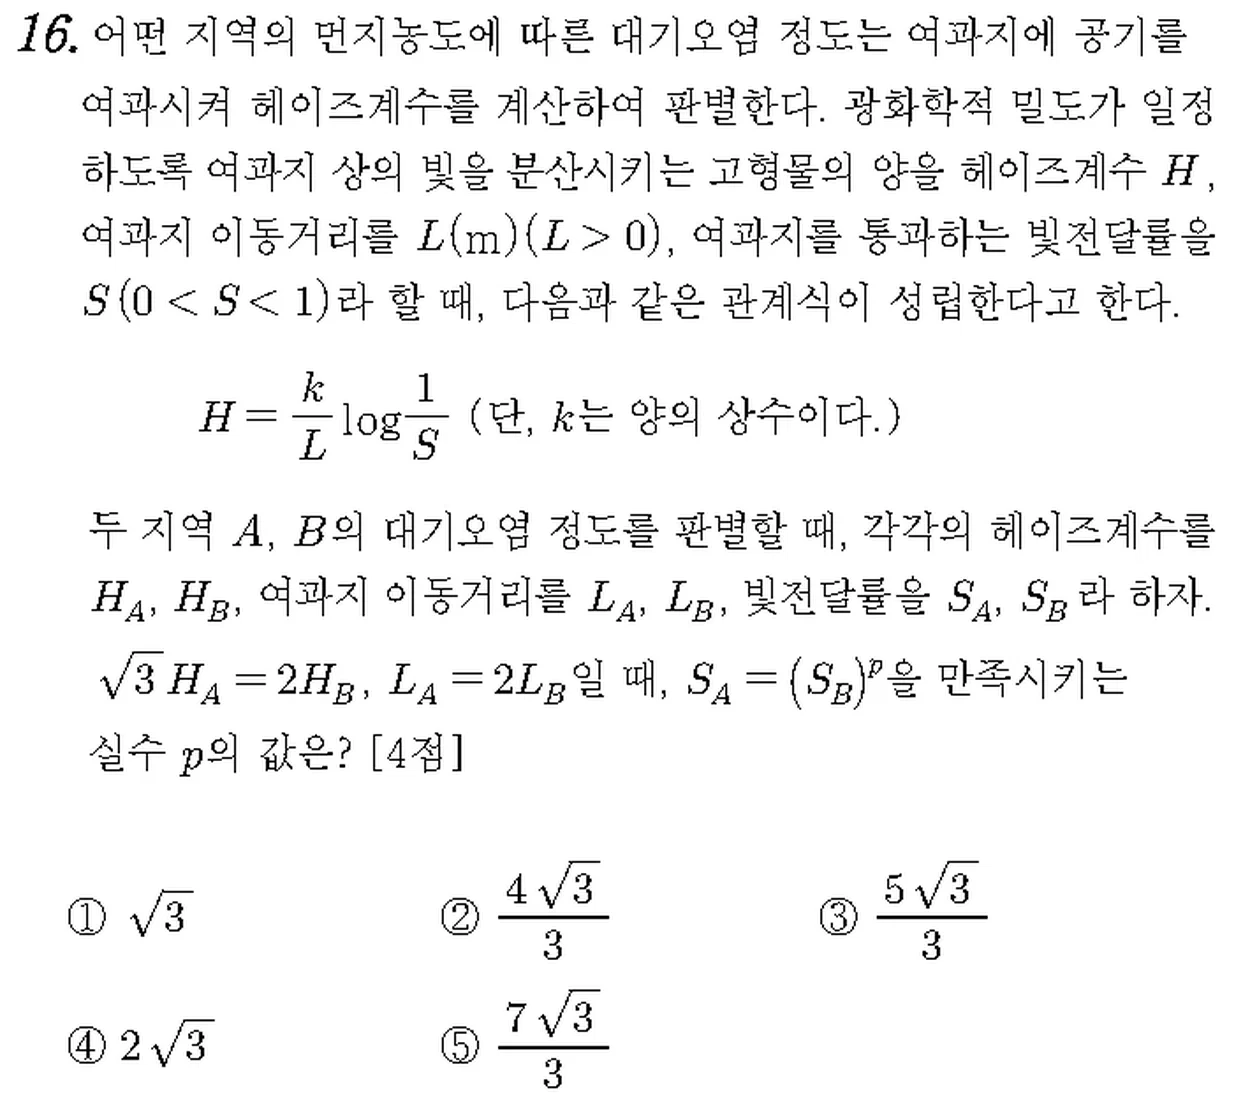 16. 어떤 지역의 먼지농도에 따른 대기오염 정도는 여과지에 공기를
여과시켜 헤이즈계수를 계산하여 판별한다. 광화학적 밀도가 일정
하도록 여과지 상의 빛을 분산시키는 고형물의 양을 헤이즈계수 H,
여과지 이동거리를 L(m)(L > 0), 여과지를 통과하는 빛전달률을
S(0 < S < 1)라 할 때, 다음과 같은 관계식이 성립한다고 한다.
H = \frac{k}{L} log \frac{1}{S} (단, k는 양의 상수이다.)
두 지역 A, B의 대기오염 정도를 판별할 때, 각각의 헤이즈계수를
H_A, H_B, 여과지 이동거리를 L_A, L_B, 빛전달률을 S_A, S_B라 하자.
√3 H_A = 2H_B, L_A = 2L_B일 때, S_A = (S_B)^p을 만족시키는
실수 p의 값은? [4점]
① √3 ② \frac{4√3}{3} ③ \frac{5√3}{3}
④ 2√3 ⑤ \frac{7√3}{3}